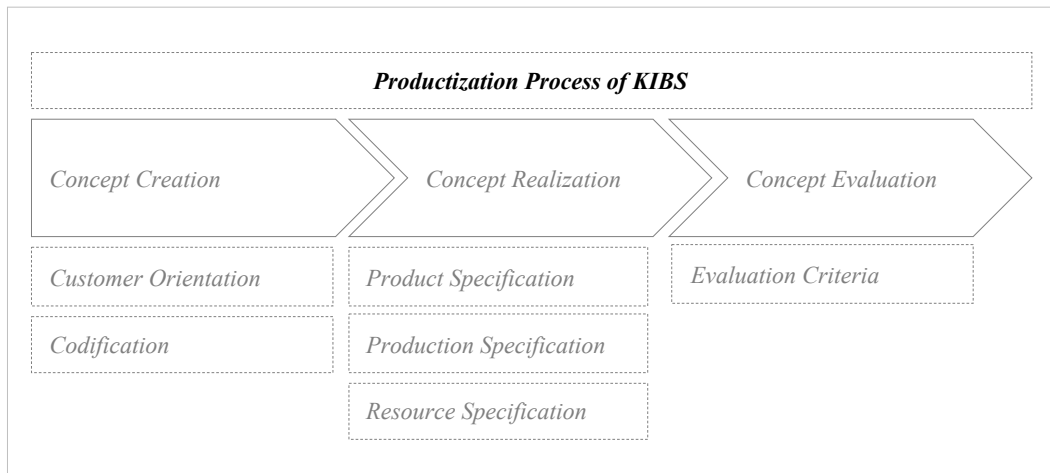 Productization Process of KIBS
Concept Creation
Concept Realization
Concept Evaluation
Customer Orientation
Product Specification
Evaluation Criteria
Codification
Production Specification
Resource Specification